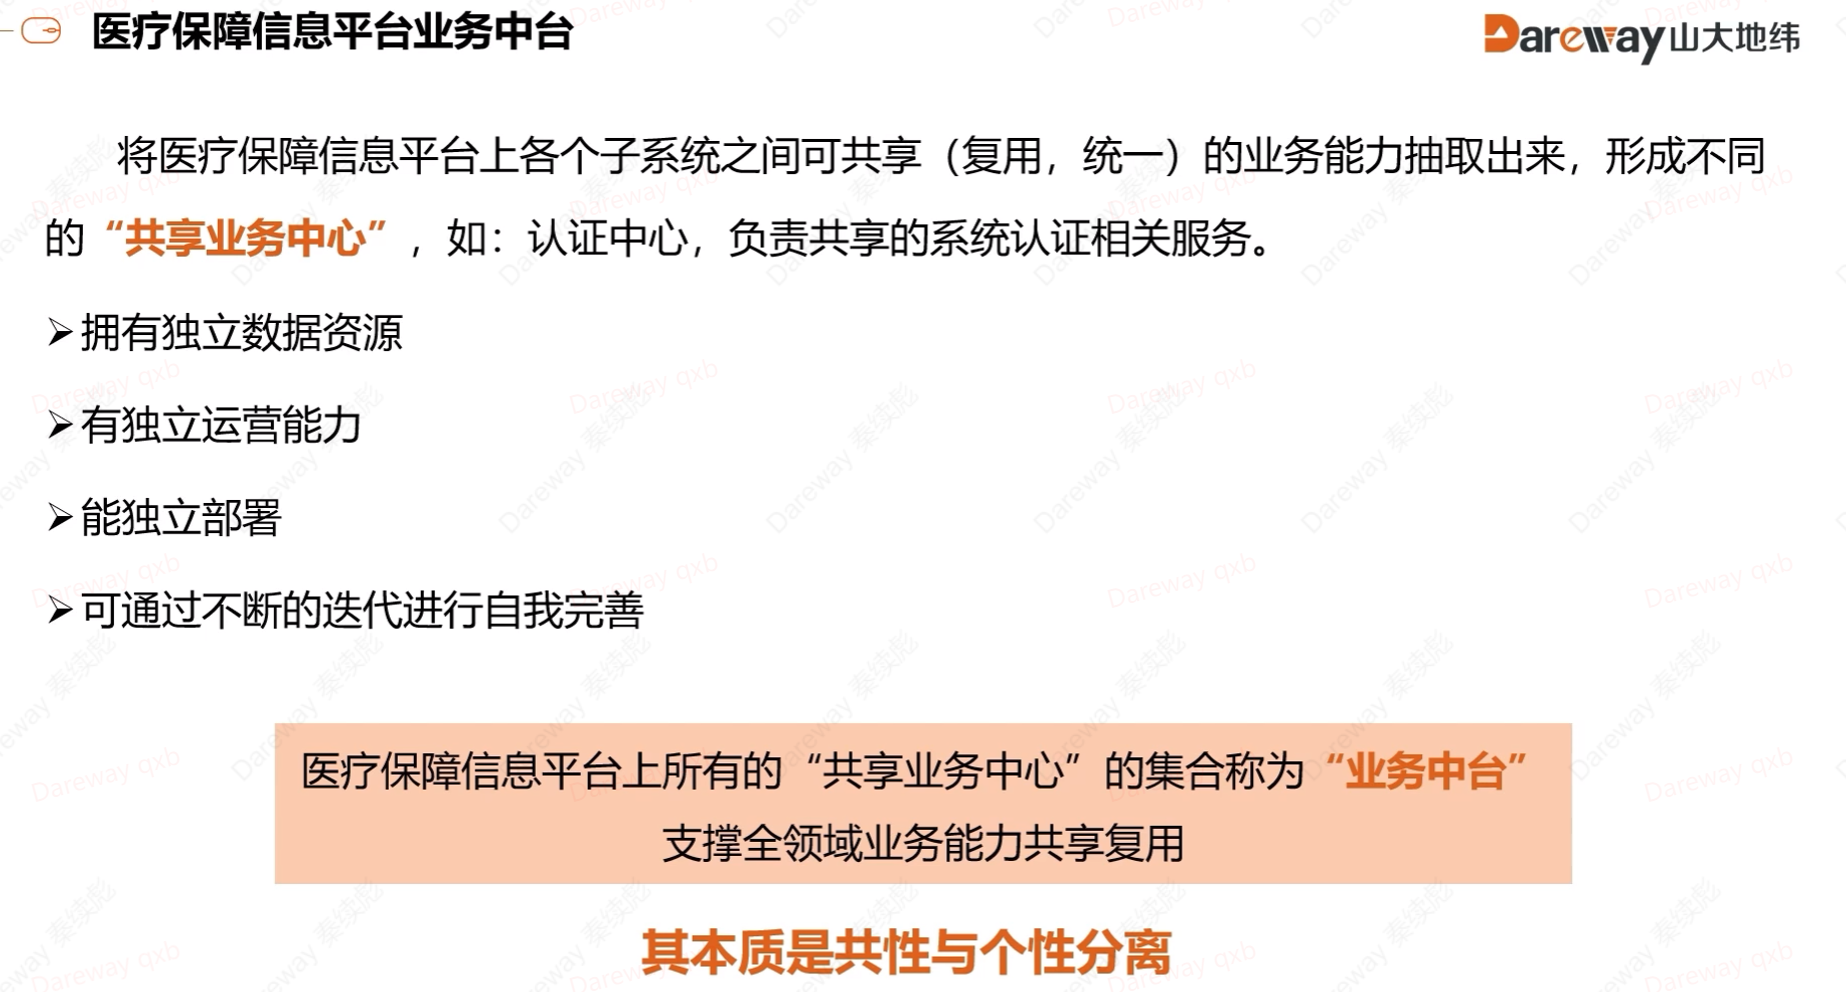 医疗保障信息平台业务中台
Dareway山大地纬
将医疗保障信息平台上各个子系统之间可共享（复用，统一）的业务能力抽取出来，形成不同
的“共享业务中心”，如：认证中心，负责共享的系统认证相关服务。
➢拥有独立数据资源
➢有独立运营能力
➢能独立部署
➢可通过不断的迭代进行自我完善
医疗保障信息平台上所有的“共享业务中心”的集合称为“业务中台”
支撑全领域业务能力共享复用
其本质是共性与个性分离
Dareway qxb
Dareway 秦续彪